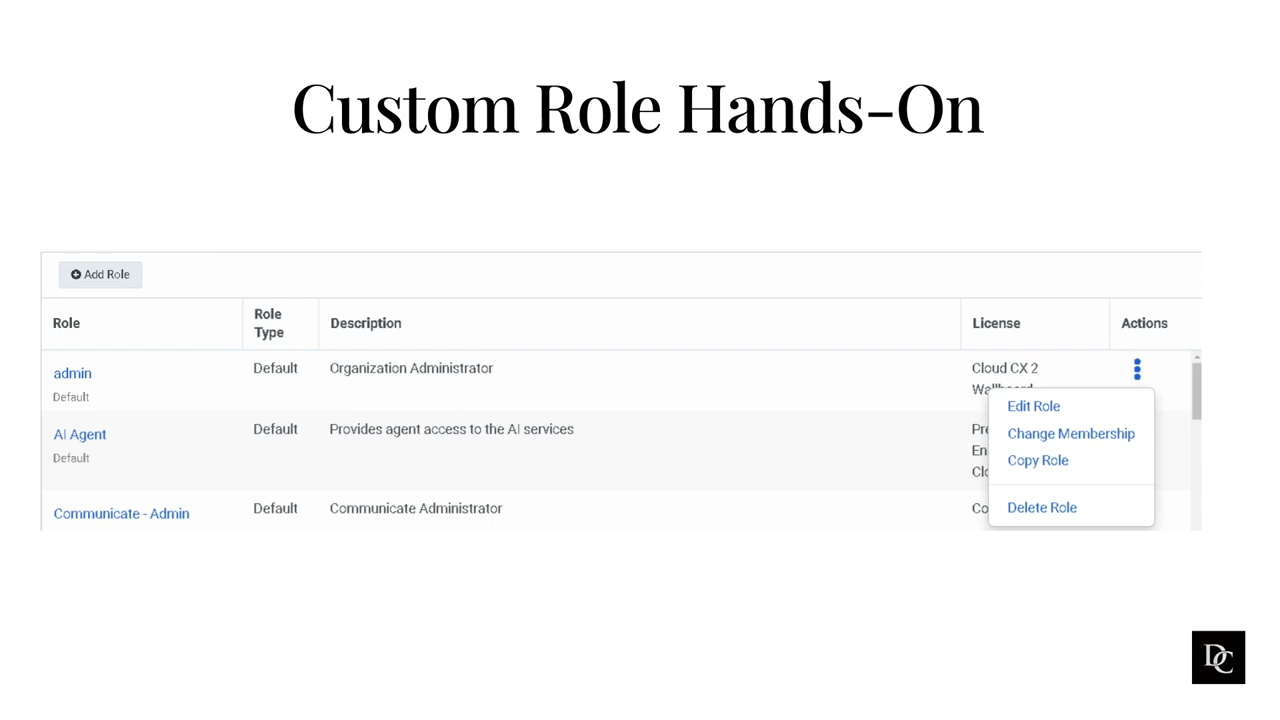 Custom Role Hands-On
Add Role
Role
Role
Type
Description
License
Actions
admin
Default
Default
Organization Administrator
Cloud CX 2
Edit Role
Change Membership
Copy Role
Delete Role
AI Agent
Default
Default
Provides agent access to the AI services
Communicate - Admin
Default
Communicate Administrator
DC